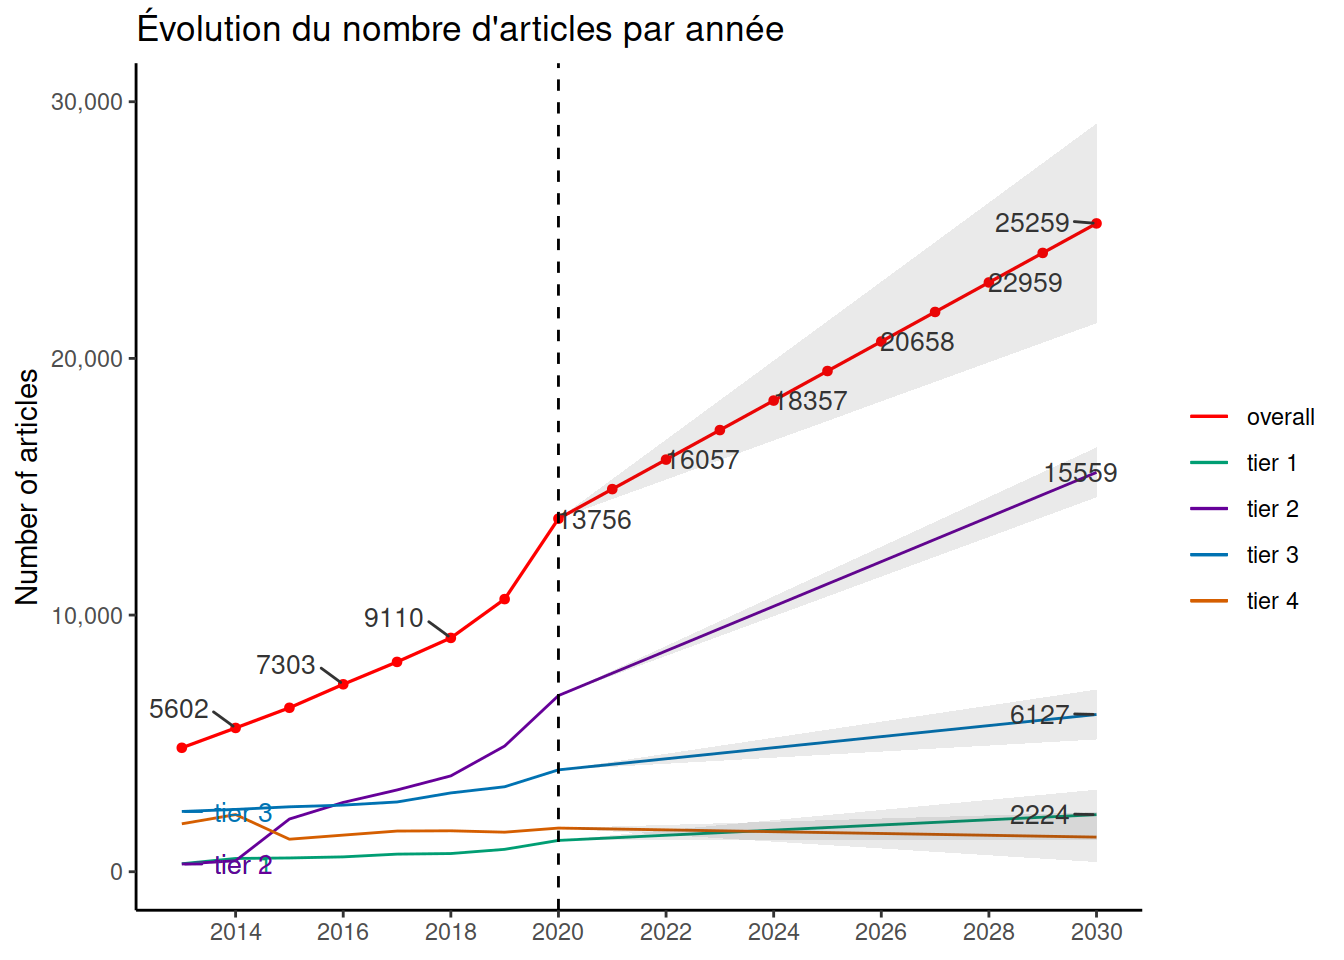 Évolution du nombre d'articles par année
Number of articles
30,000
20,000
10,000
0
25259
22959
20658
18357
16057
13756
15559
9110
7303
5602
6127
2224
tier 3
tier 2
2014 2016 2018 2020 2022 2024 2026 2028 2030
overall
tier 1
tier 2
tier 3
tier 4